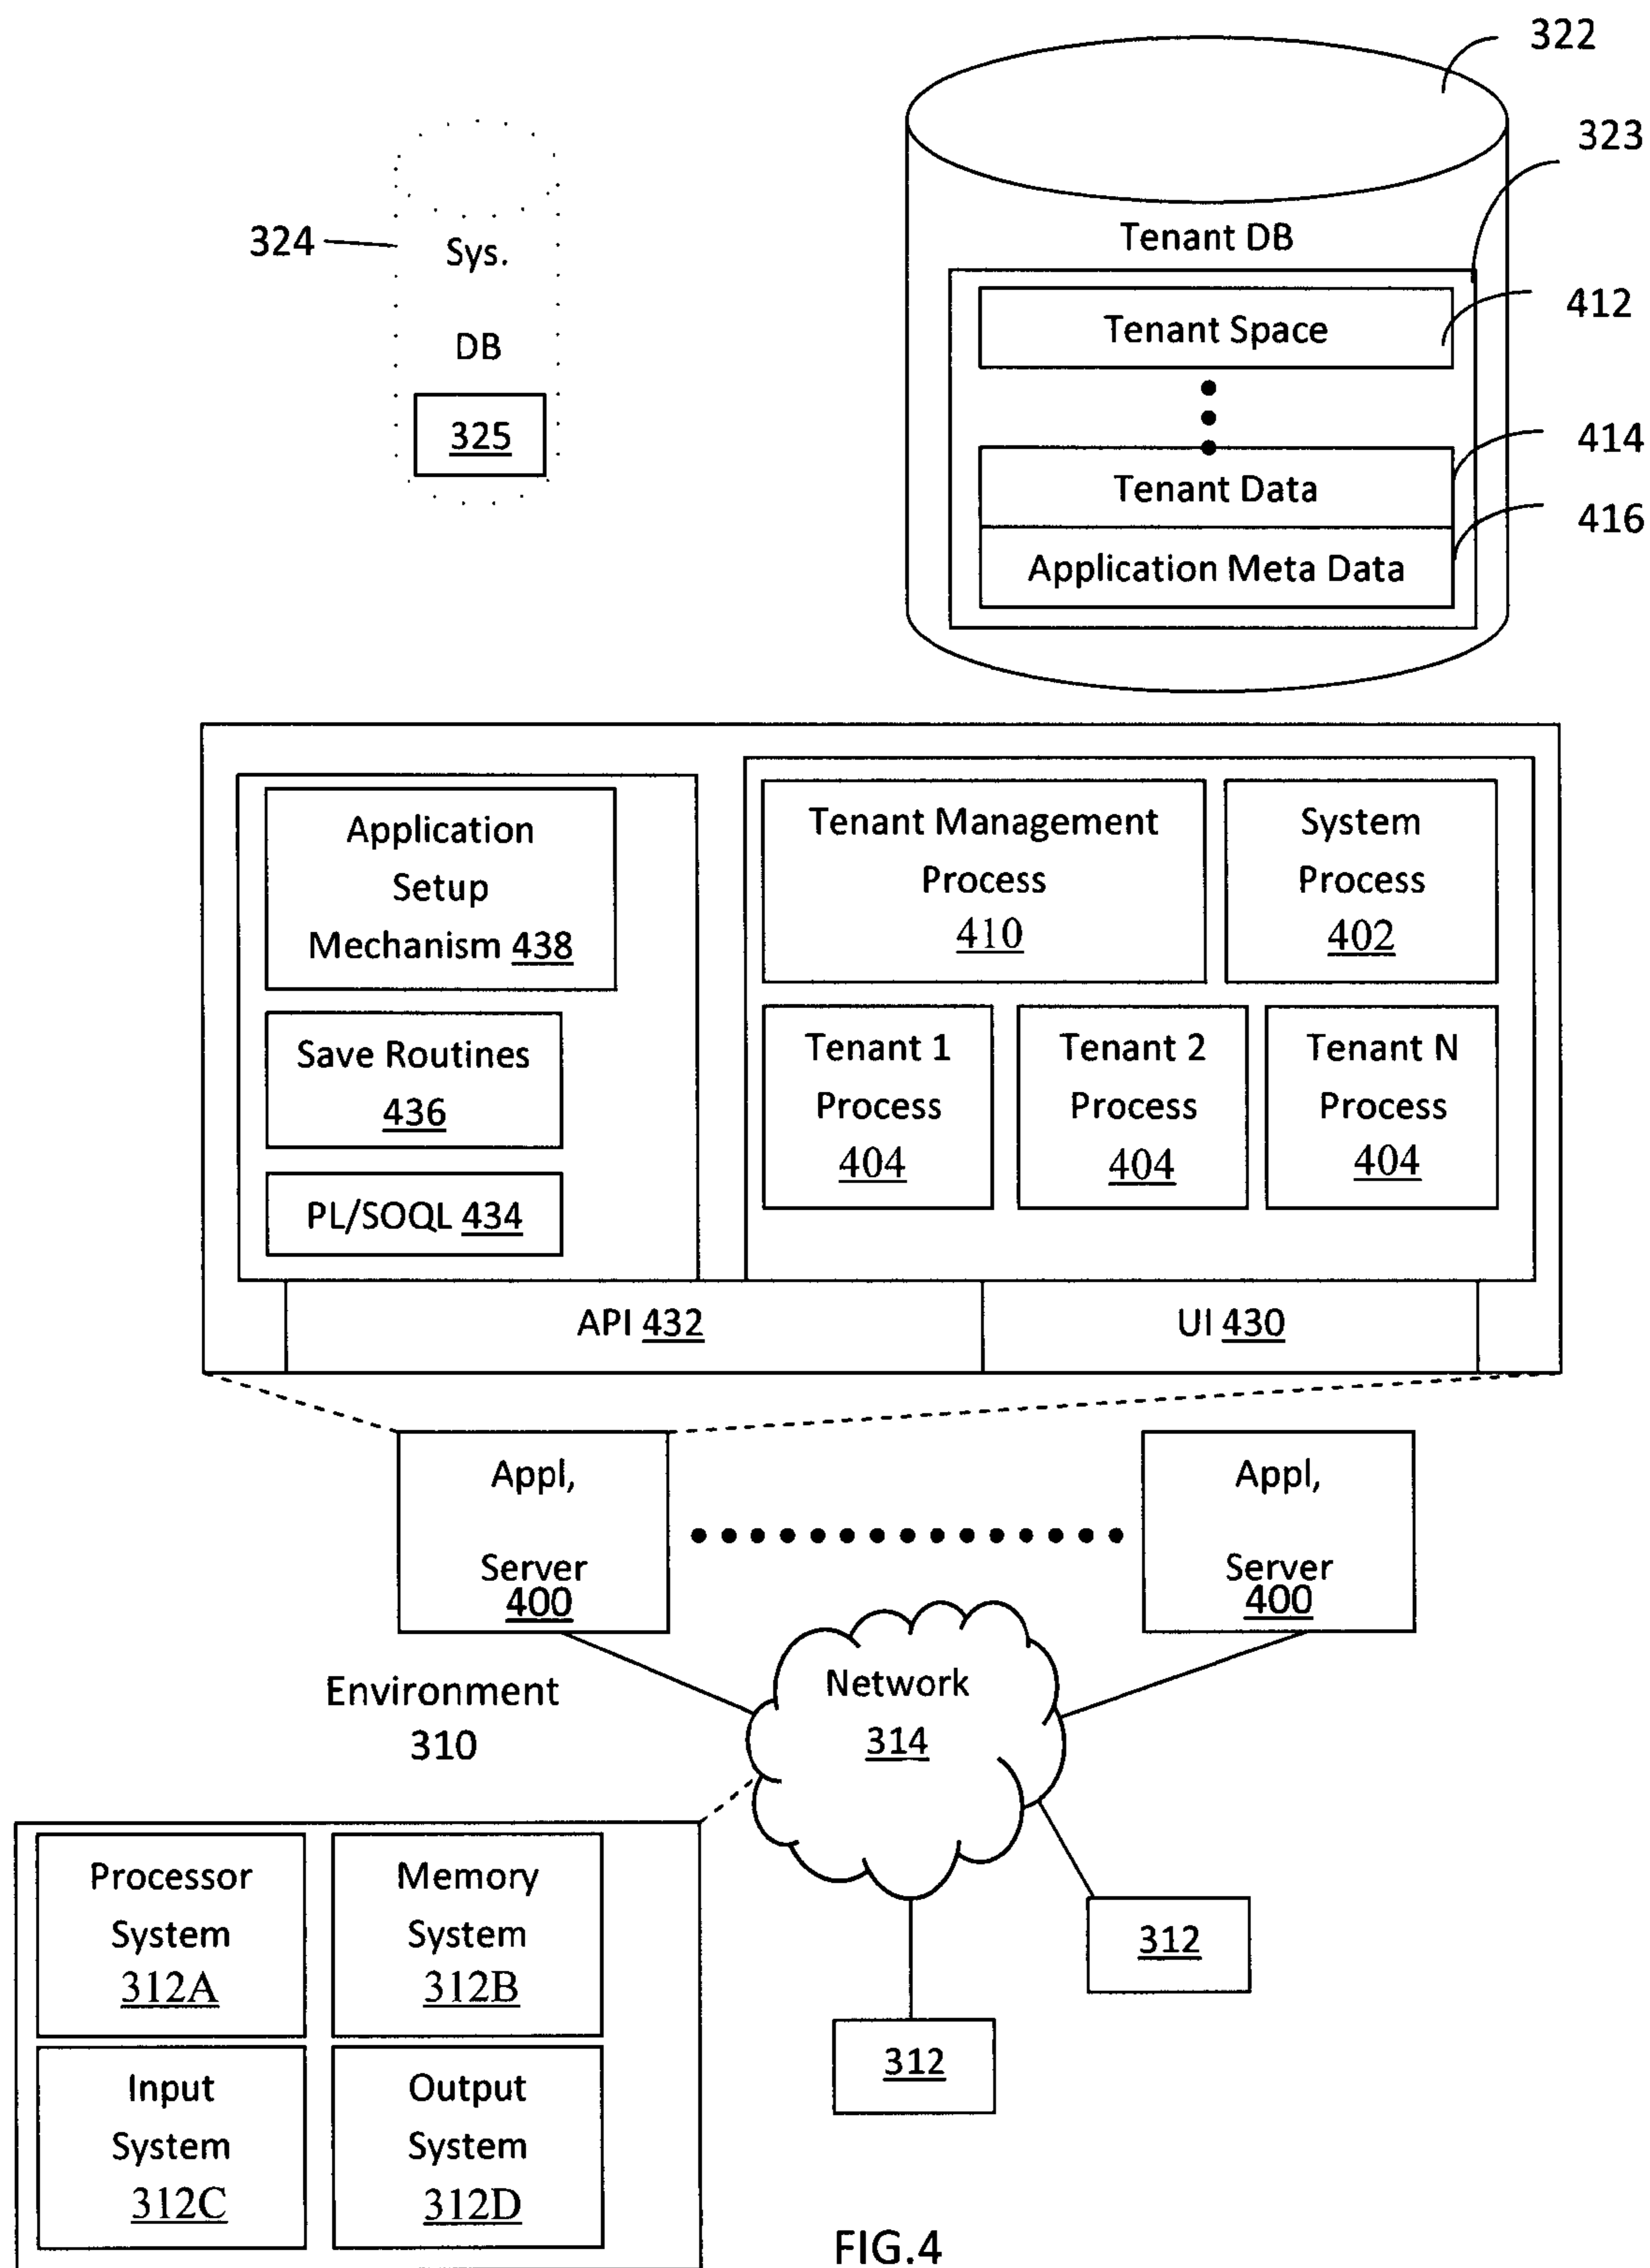 322
323
324
Sys.
DB
325
Tenant DB
Tenant Space
412
Tenant Data
414
Application Meta Data
416
Application
Setup
Mechanism 438
Save Routines
436
PL/SOQL 434
Tenant Management
Process
410
System
Process
402
Tenant 1
Process
404
Tenant 2
Process
404
Tenant N
Process
404
API 432
UI 430
Appl,
Server
400
Appl,
Server
400
Environment
310
Network
314
Processor
System
312A
Memory
System
312B
Input
System
312C
Output
System
312D
312
312
FIG.4